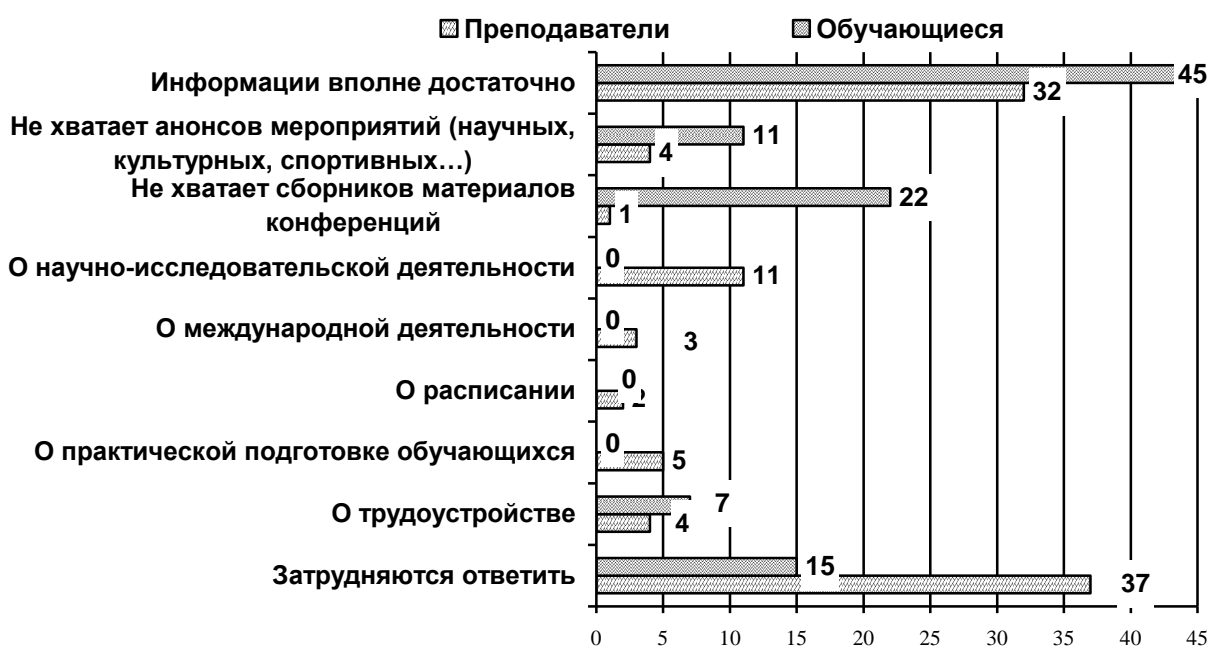 Преподаватели Обучающиеся
Информации вполне достаточно
45
32
Не хватает анонсов мероприятий (научных,
культурных, спортивных…)
11
4
Не хватает сборников материалов
конференций
22
1
О научно-исследовательской деятельности
0
11
О международной деятельности
0
3
О расписании
0
2
О практической подготовке обучающихся
0
5
О трудоустройстве
7
4
Затрудняются ответить
15
37
0 5 10 15 20 25 30 35 40 45